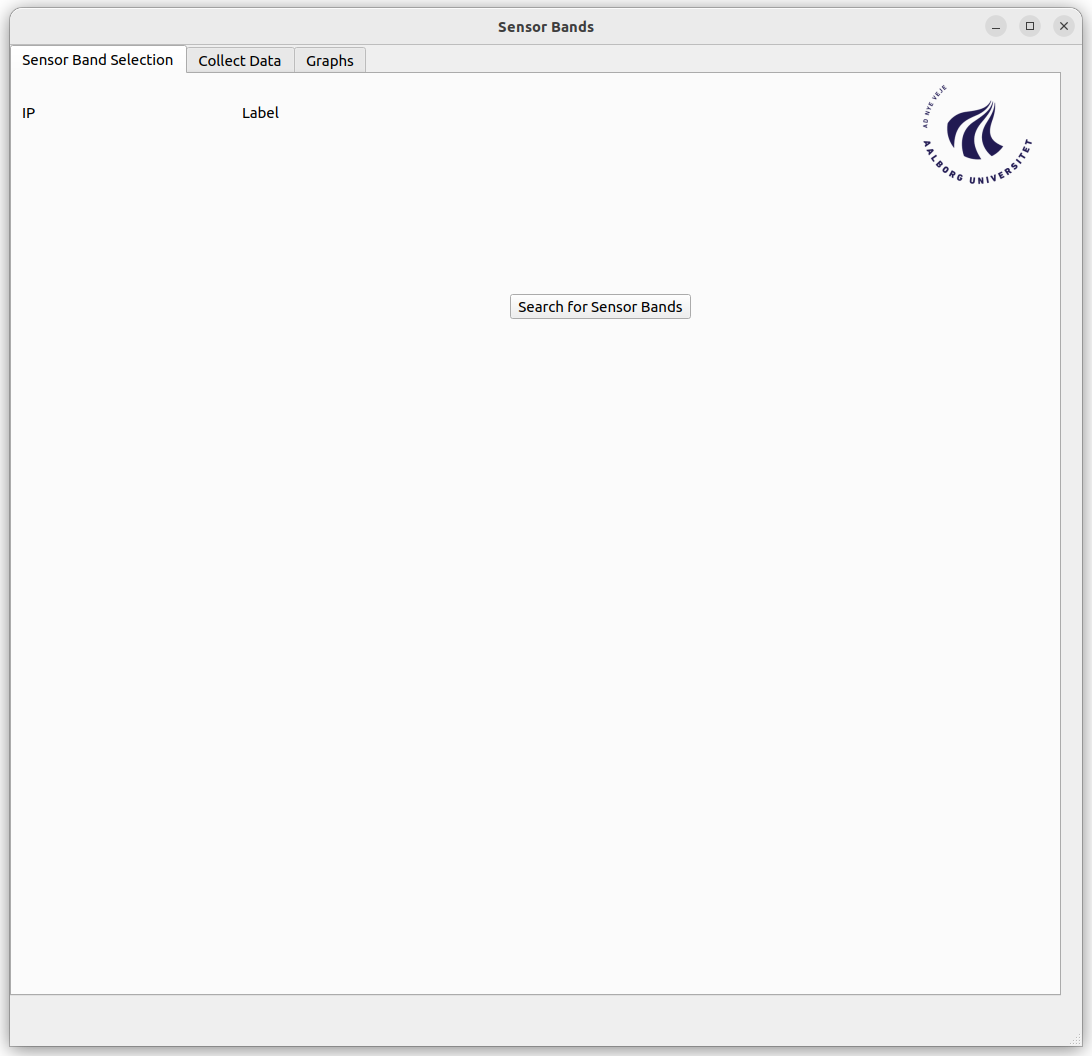 Sensor Bands
Sensor Band Selection
Collect Data
Graphs
IP
Label
AD NYE VEJE
AALBORG UNIVERSITET
Search for Sensor Bands